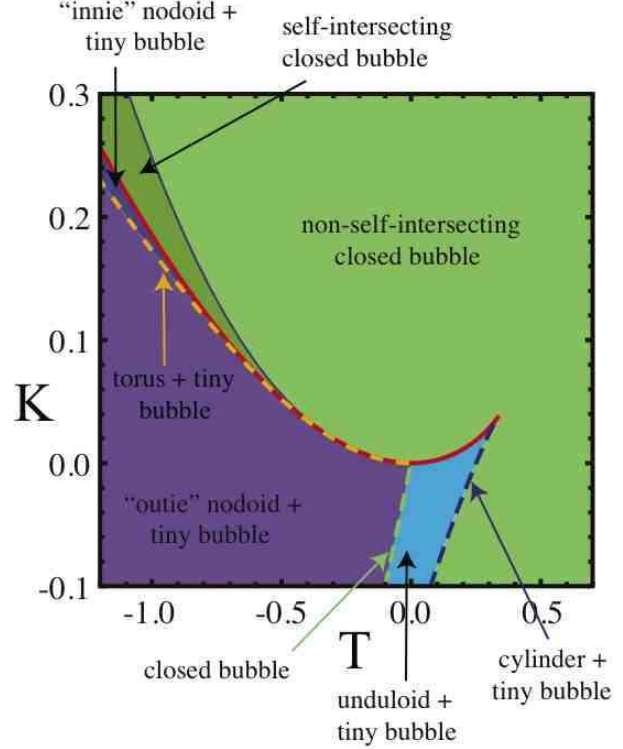 “innie” nodoid +
tiny bubble
self-intersecting
closed bubble
0.3
0.2
0.1
0.0
-0.1
K
non-self-intersecting
closed bubble
torus + tiny
bubble
“outie” nodoid +
tiny bubble
-1.0
-0.5
0.0
0.5
T
closed bubble
unduloid +
tiny bubble
cylinder +
tiny bubble